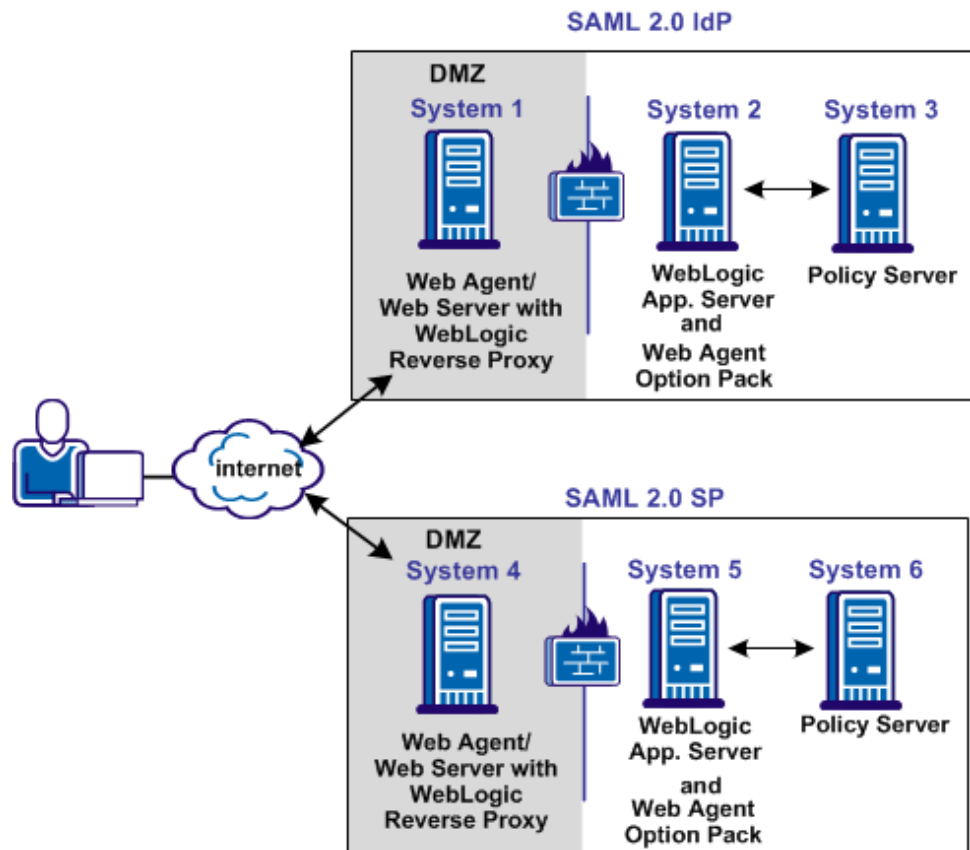 SAML 2.0 IdP
DMZ
System 1
System 2
System 3
Web Agent/
Web Server with
WebLogic
Reverse Proxy
WebLogic
App. Server
and
Web Agent
Option Pack
Policy Server
internet
SAML 2.0 SP
DMZ
System 4
System 5
System 6
Web Agent/
Web Server with
WebLogic
Reverse Proxy
WebLogic
App. Server
and
Web Agent
Option Pack
Policy Server